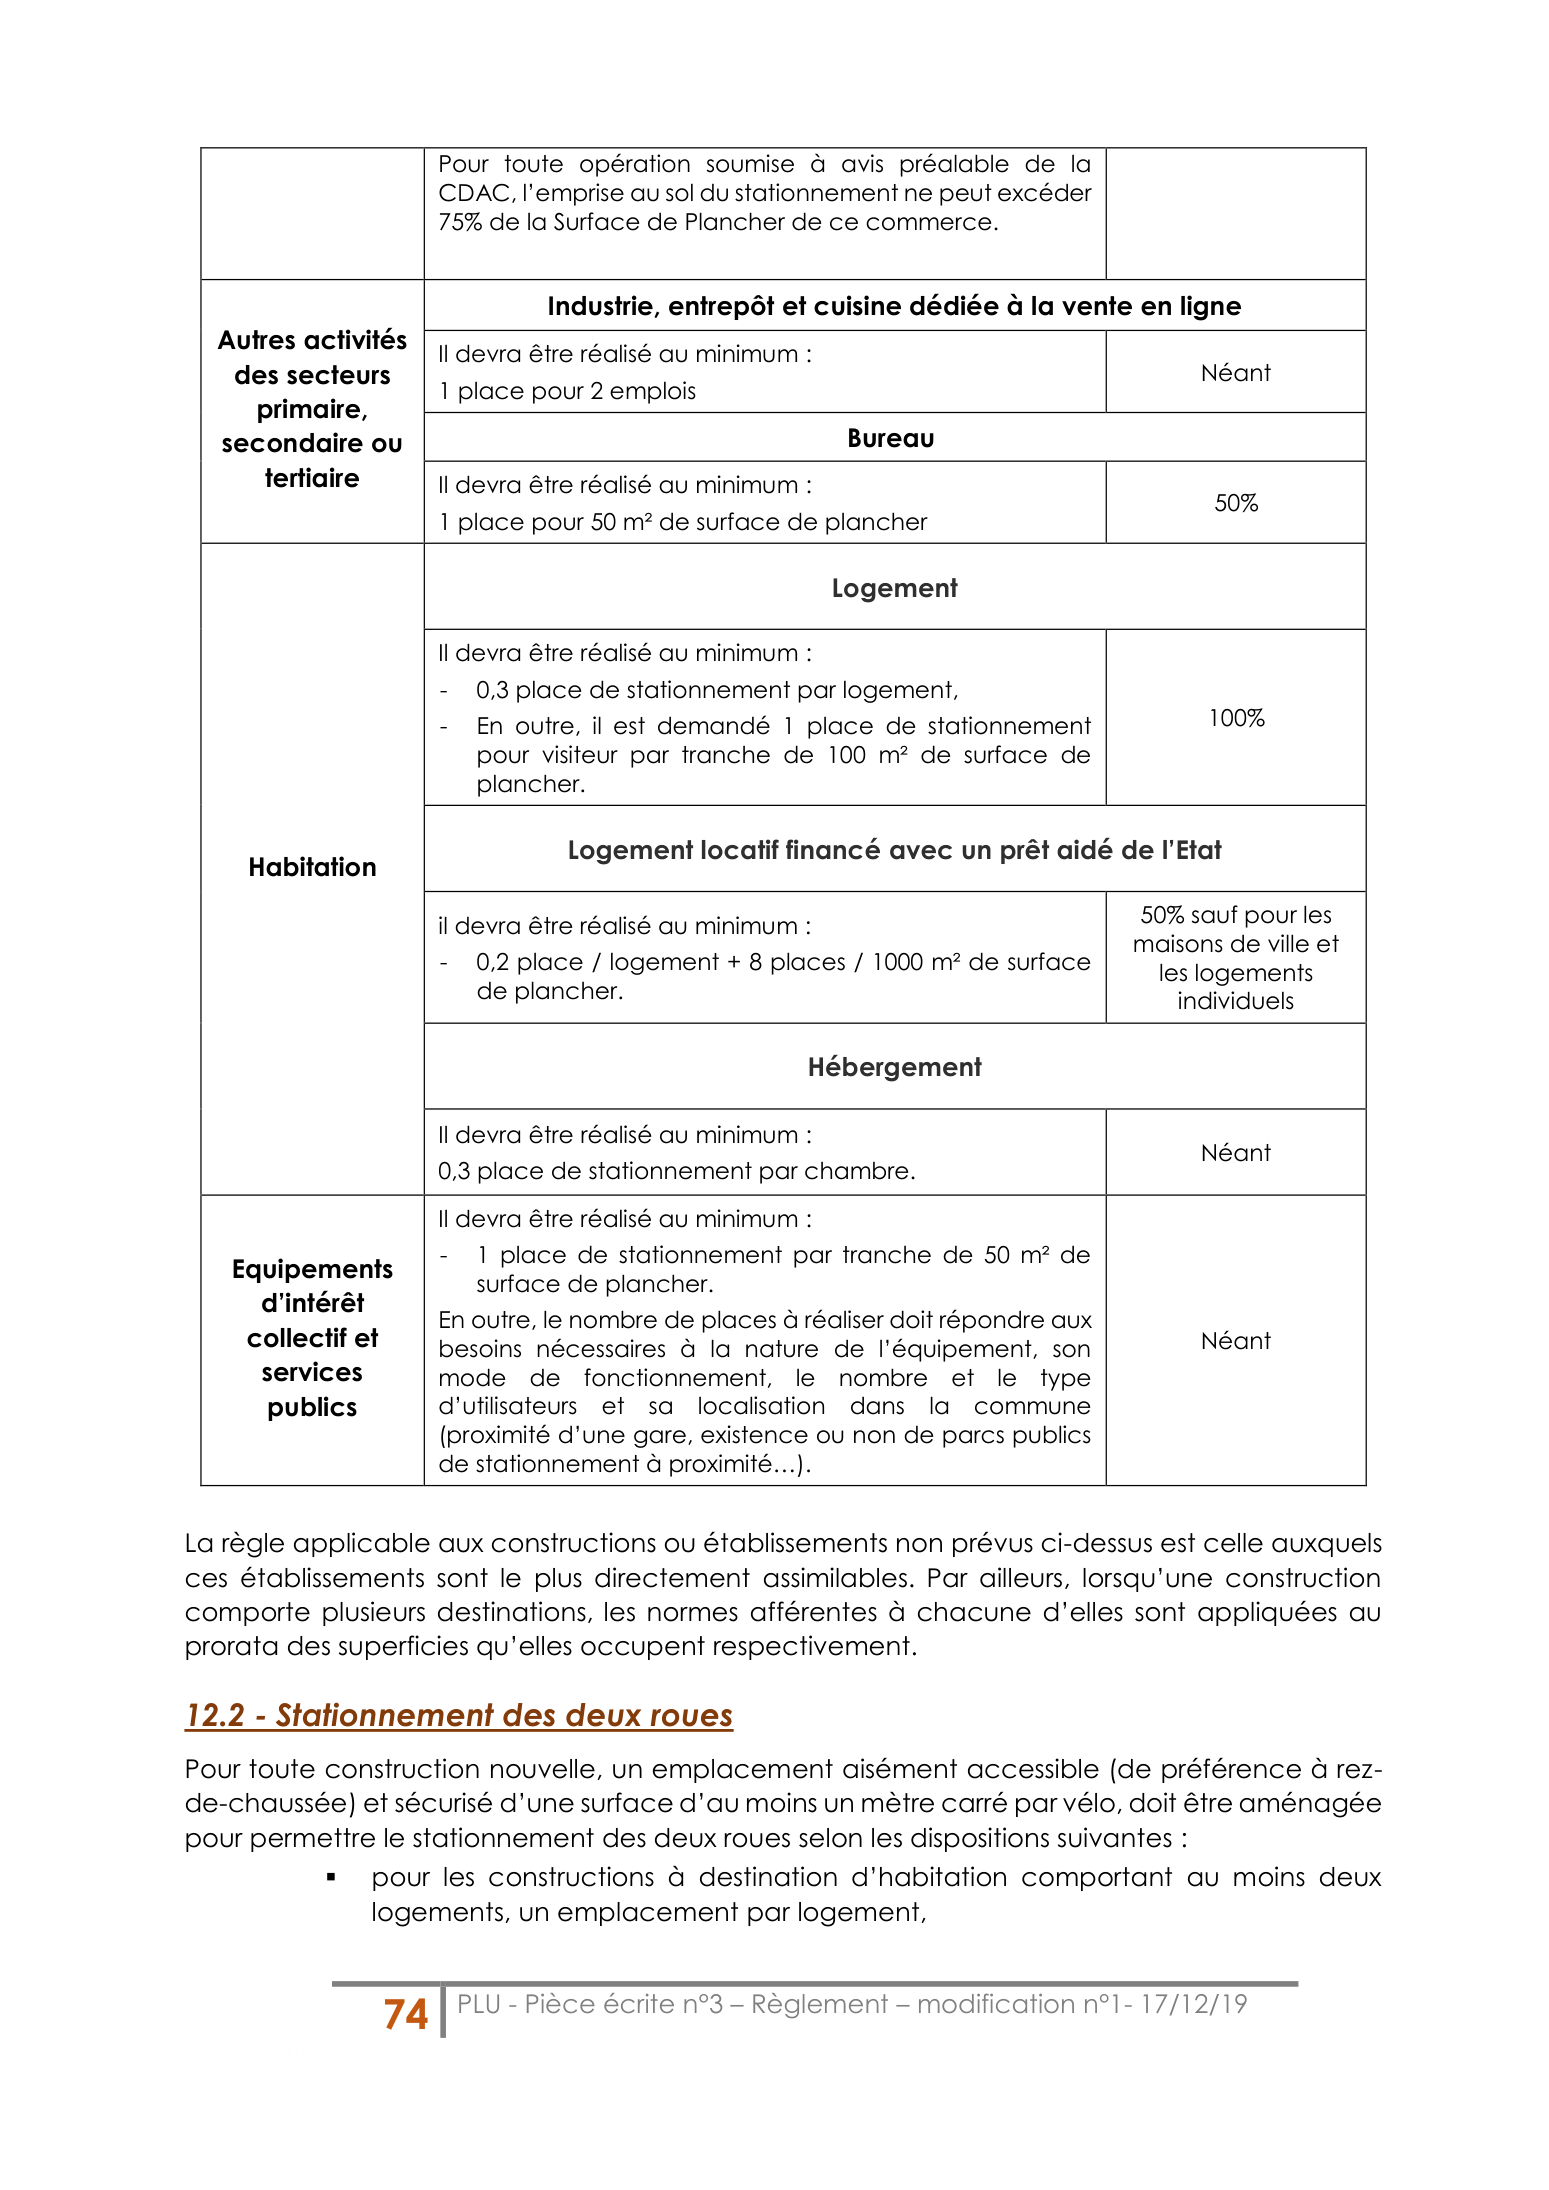 Pour toute opération soumise à avis préalable de la
CDAC, l’emprise au sol du stationnement ne peut excéder
75% de la Surface de Plancher de ce commerce.
Autres activités
des secteurs
primaire,
secondaire ou
tertiaire
Industrie, entrepôt et cuisine dédiée à la vente en ligne
Il devra être réalisé au minimum :
1 place pour 2 emplois
Néant
Bureau
Il devra être réalisé au minimum :
1 place pour 50 m² de surface de plancher
50%
Habitation
Logement
Il devra être réalisé au minimum :
- 0,3 place de stationnement par logement,
- En outre, il est demandé 1 place de stationnement
pour visiteur par tranche de 100 m² de surface de
plancher.
100%
Logement locatif financé avec un prêt aidé de l’Etat
il devra être réalisé au minimum :
- 0,2 place / logement + 8 places / 1000 m² de surface
de plancher.
50% sauf pour les
maisons de ville et
les logements
individuels
Hébergement
Il devra être réalisé au minimum :
0,3 place de stationnement par chambre.
Néant
Equipements
d’intérêt
collectif et
services
publics
Il devra être réalisé au minimum :
- 1 place de stationnement par tranche de 50 m² de
surface de plancher.
En outre, le nombre de places à réaliser doit répondre aux
besoins nécessaires à la nature de l’équipement, son
mode de fonctionnement, le nombre et le type
d’utilisateurs et sa localisation dans la commune
(proximité d’une gare, existence ou non de parcs publics
de stationnement à proximité…).
Néant
La règle applicable aux constructions ou établissements non prévus ci-dessus est celle auxquels
ces établissements sont le plus directement assimilables. Par ailleurs, lorsqu’une construction
comporte plusieurs destinations, les normes afférentes à chacune d’elles sont appliquées au
prorata des superficies qu’elles occupent respectivement.
12.2 - Stationnement des deux roues
Pour toute construction nouvelle, un emplacement aisément accessible (de préférence à rez-
de-chaussée) et sécurisé d’une surface d’au moins un mètre carré par vélo, doit être aménagée
pour permettre le stationnement des deux roues selon les dispositions suivantes :
▪ pour les constructions à destination d’habitation comportant au moins deux
logements, un emplacement par logement,
74 PLU - Pièce écrite n°3 – Règlement – modification n°1- 17/12/19